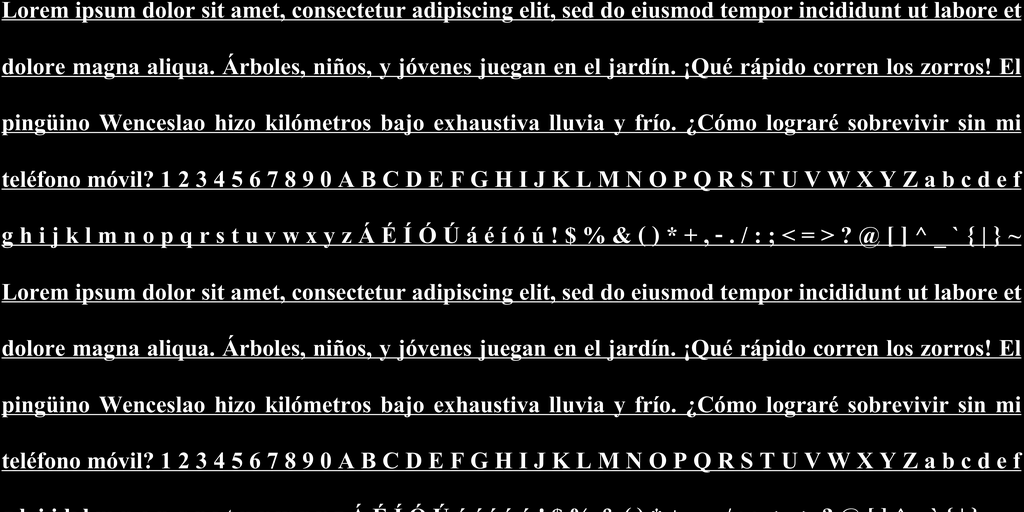 Lorem ipsum dolor sit amet, consectetur adipiscing elit, sed do eiusmod tempor incididunt ut labore et
dolore magna aliqua. Árboles, niños, y jóvenes juegan en el jardín. ¡Qué rápido corren los zorros! El
pingüino Wenceslao hizo kilómetros bajo exhaustiva lluvia y frío. ¿Cómo lograré sobrevivir sin mi
teléfono móvil? 1 2 3 4 5 6 7 8 9 0 A B C D E F G H I J K L M N O P Q R S T U V W X Y Z a b c d e f
g h i j k l m n o p q r s t u v w x y z Á É Í Ó Ú á é í ó ú ! $ % & ( ) * + , - . / : ; < = > ? @ [ ] ^ _ ` { | } ~
Lorem ipsum dolor sit amet, consectetur adipiscing elit, sed do eiusmod tempor incididunt ut labore et
dolore magna aliqua. Árboles, niños, y jóvenes juegan en el jardín. ¡Qué rápido corren los zorros! El
pingüino Wenceslao hizo kilómetros bajo exhaustiva lluvia y frío. ¿Cómo lograré sobrevivir sin mi
teléfono móvil? 1 2 3 4 5 6 7 8 9 0 A B C D E F G H I J K L M N O P Q R S T U V W X Y Z a b c d e f